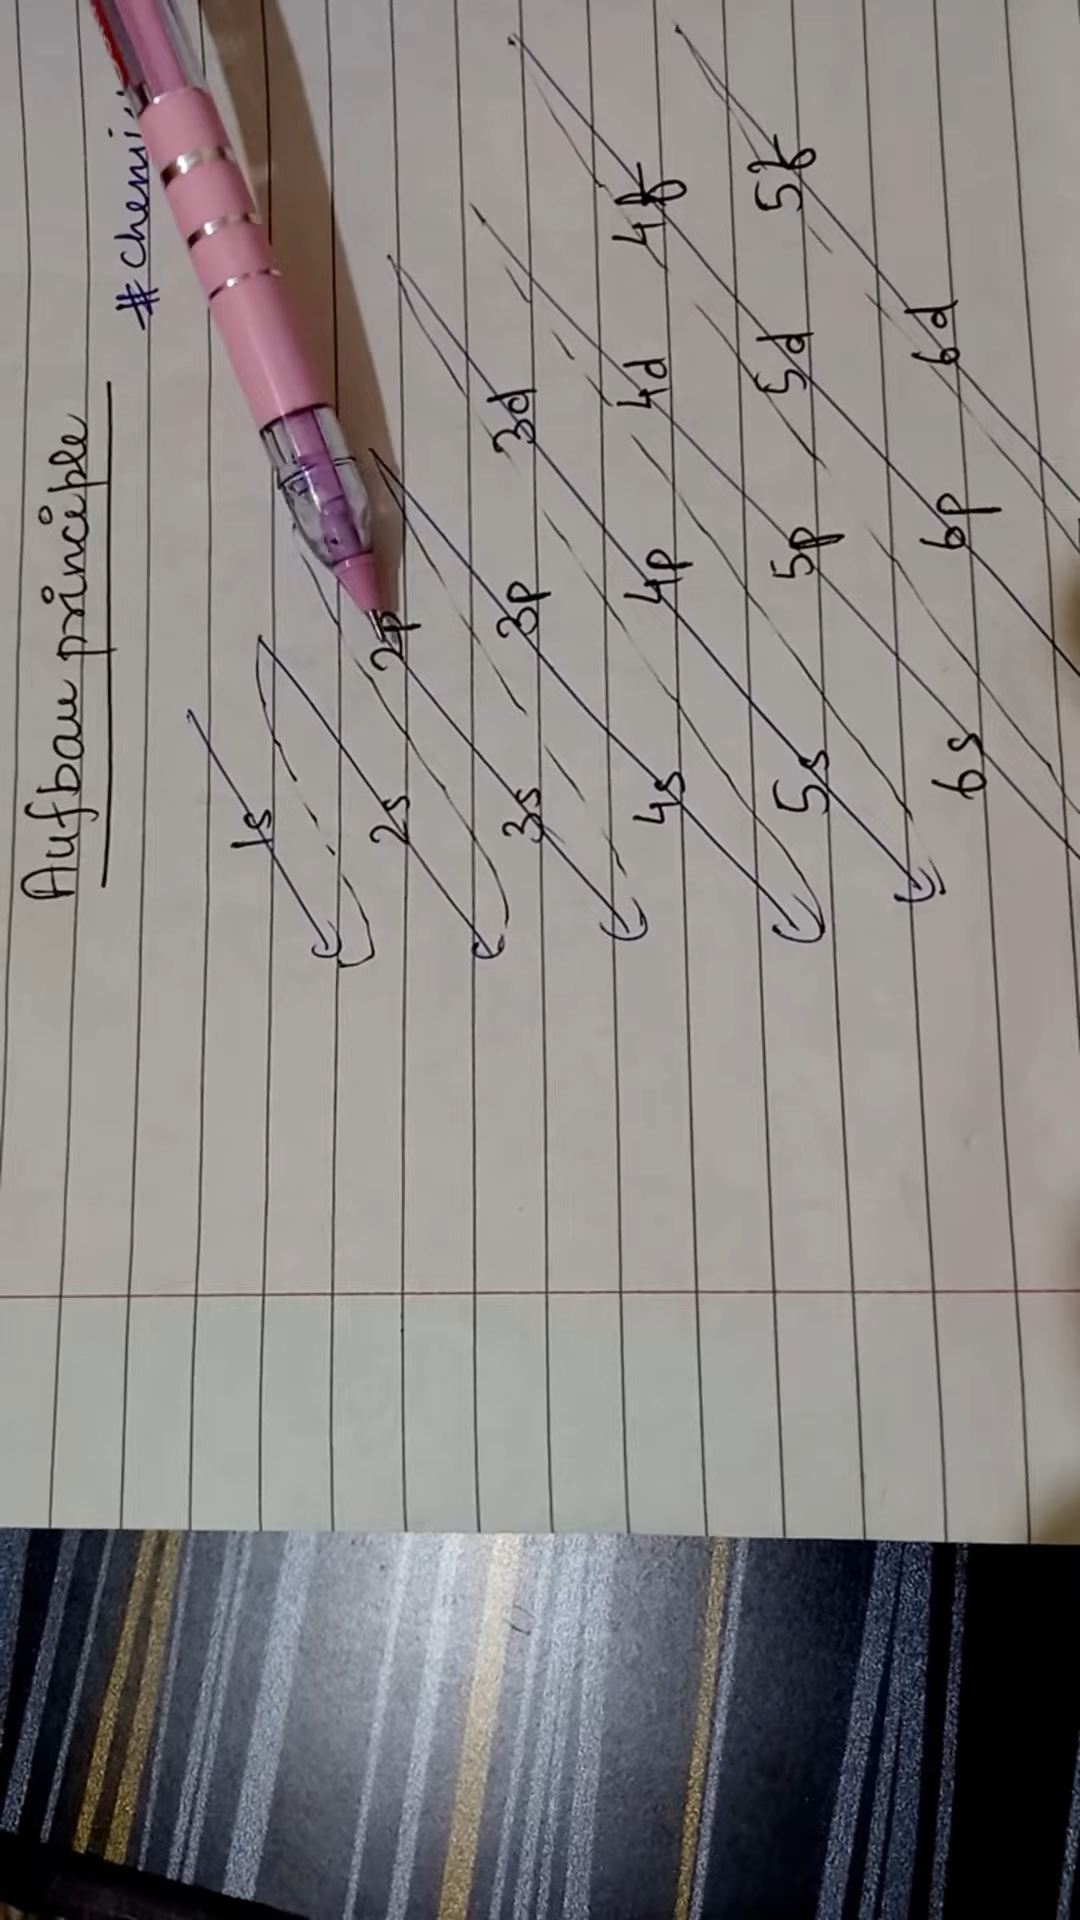 Aufbau principle
#chemi
1s
2s 2p
3s 3p 3d
4s 4p 4d 4f
5s 5p 5d 5f
6s 6p 6d